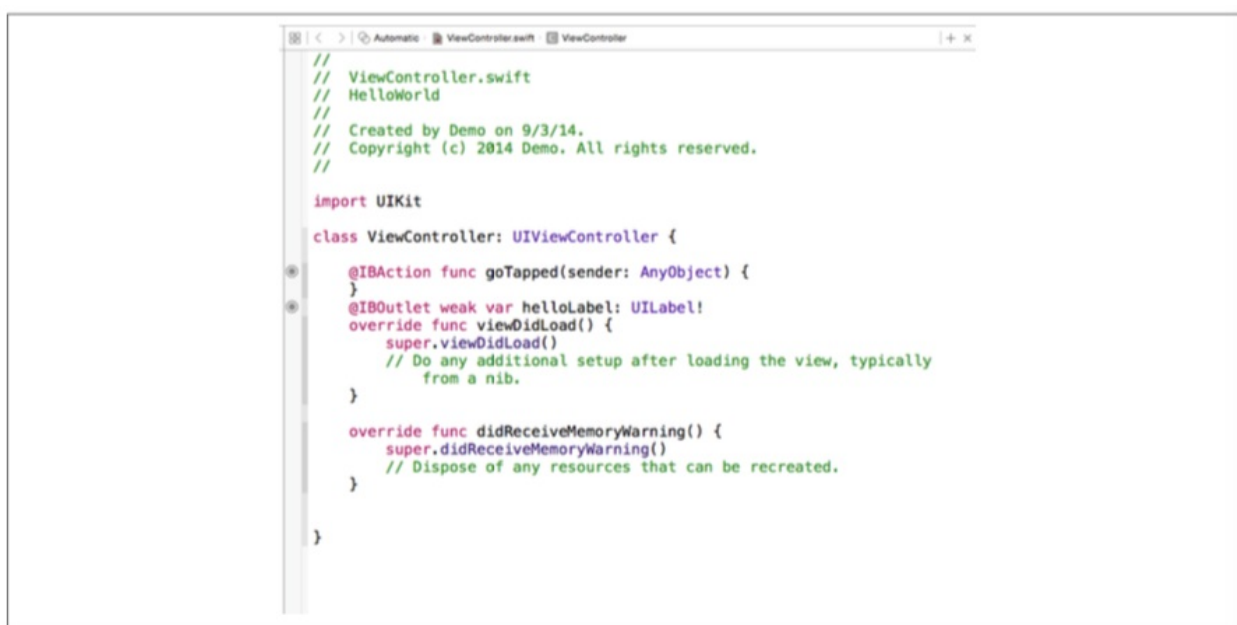 Automatic ViewController.swift ViewController
//
//  ViewController.swift
//  HelloWorld
//
//  Created by Demo on 9/3/14.
//  Copyright (c) 2014 Demo. All rights reserved.
//
import UIKit
class ViewController: UIViewController {
    @IBAction func goTapped(sender: AnyObject) {
    }
    @IBOutlet weak var helloLabel: UILabel!
    override func viewDidLoad() {
        super.viewDidLoad()
        // Do any additional setup after loading the view, typically
            from a nib.
    }
    override func didReceiveMemoryWarning() {
        super.didReceiveMemoryWarning()
        // Dispose of any resources that can be recreated.
    }
}